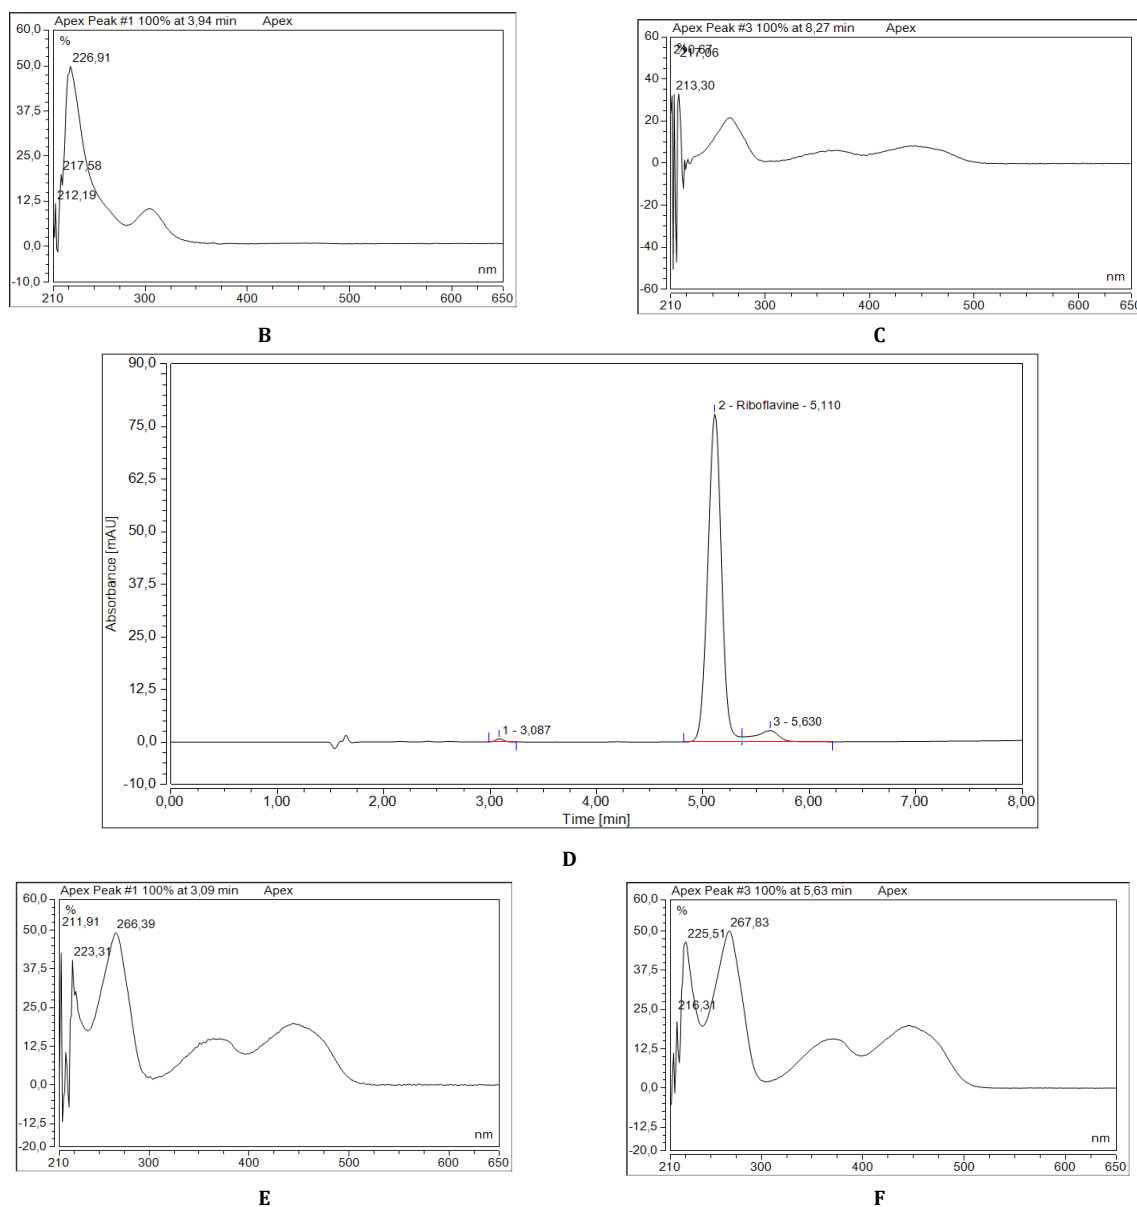 Apex Peak #1 100% at 3,94 min Apex
60,0
50,0
37,5
25,0
12,5
0,0
-10,0
%
226,91
217,58
212,19
nm
210 300 400 500 600 650
B
Apex Peak #3 100% at 8,27 min Apex
60
40
20
0
-20
-40
-60
%
217,06
213,30
nm
210 300 400 500 600 650
C
90,0
75,0
62,5
50,0
37,5
25,0
12,5
0,0
-10,0
Absorbance [mAU]
1 - 3,087
2 - Riboflavine - 5,110
3 - 5,630
0,00 1,00 2,00 3,00 4,00 5,00 6,00 7,00 8,00
Time [min]
D
Apex Peak #1 100% at 3,09 min Apex
60,0
50,0
37,5
25,0
12,5
0,0
-12,5
-20,0
%
211,91
266,39
223,31
nm
210 300 400 500 600 650
E
Apex Peak #3 100% at 5,63 min Apex
60,0
50,0
37,5
25,0
12,5
0,0
-12,5
-20,0
%
225,51
267,83
216,31
nm
210 300 400 500 600 650
F